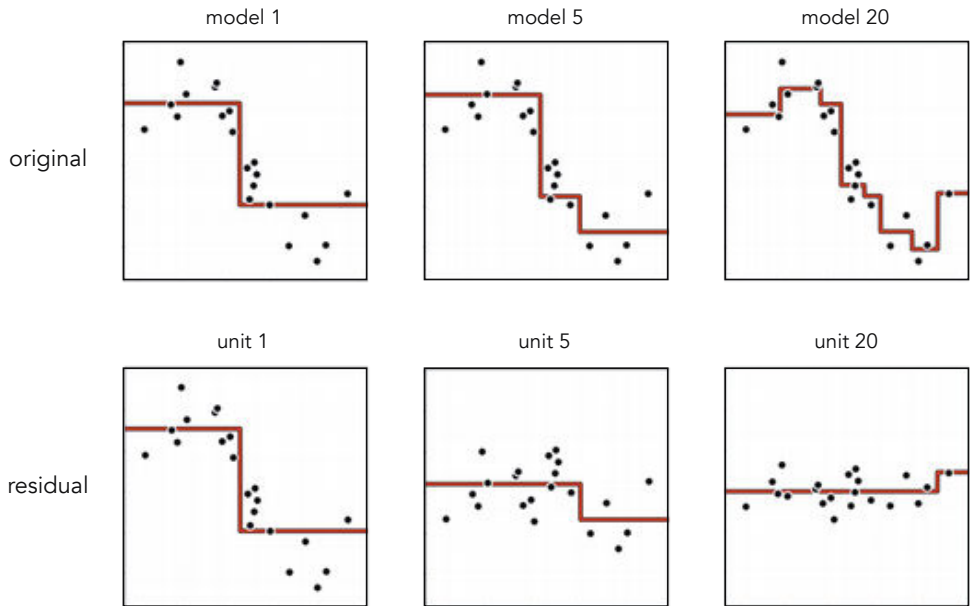 model 1
model 5
model 20
original
unit 1
unit 5
unit 20
residual